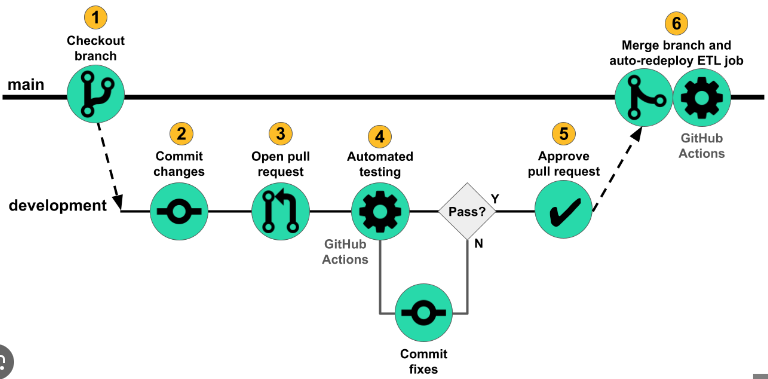 1
Checkout
branch
6
Merge branch and
auto-redeploy ETL job
main
GitHub
Actions
2
Commit
changes
3
Open pull
request
4
Automated
testing
5
Approve
pull request
development
Pass?
Y
N
GitHub
Actions
Commit
fixes